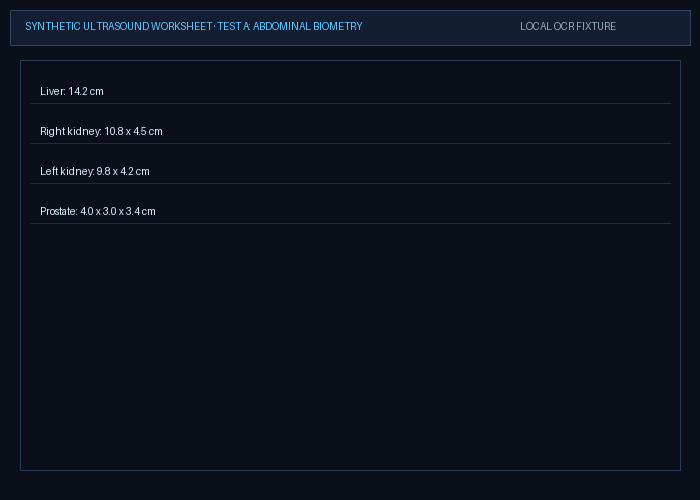 SYNTHETIC ULTRASOUND WORKSHEET · TEST A: ABDOMINAL BIOMETRY
LOCAL OCR FIXTURE
Liver: 14.2 cm
Right kidney: 10.8 x 4.5 cm
Left kidney: 9.8 x 4.2 cm
Prostate: 4.0 x 3.0 x 3.4 cm